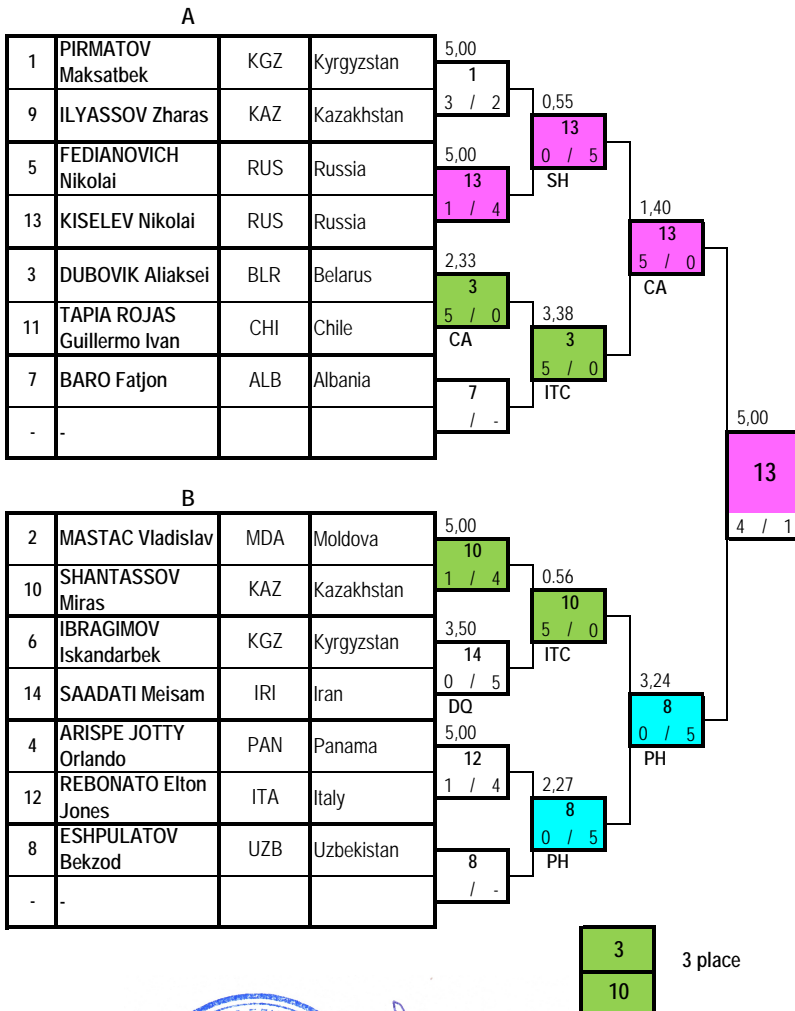 A
1 PIRMATOV Maksatbek KGZ Kyrgyzstan
9 ILYASSOV Zharas KAZ Kazakhstan
5 FEDIANOVICH Nikolai RUS Russia
13 KISELEV Nikolai RUS Russia
3 DUBOVIK Aliaksei BLR Belarus
11 TAPIA ROJAS Guillermo Ivan CHI Chile
7 BARO Fatjon ALB Albania
- -
5,00
1
3 / 2
5,00
13
1 / 4
2,33
3
5 / 0
CA
7
/ -
0,55
13
0 / 5
SH
3,38
3
5 / 0
ITC
1,40
13
5 / 0
CA
5,00
13
4 / 1
B
2 MASTAC Vladislav MDA Moldova
10 SHANTASSOV Miras KAZ Kazakhstan
6 IBRAGIMOV Iskandarbek KGZ Kyrgyzstan
14 SAADATI Meisam IRI Iran
4 ARISPE JOTTY Orlando PAN Panama
12 REBONATO Elton Jones ITA Italy
8 ESHPULATOV Bekzod UZB Uzbekistan
- -
5,00
10
1 / 4
3,50
14
0 / 5
DQ
5,00
12
1 / 4
8
/ -
0.56
10
5 / 0
ITC
2,27
8
0 / 5
PH
3,24
8
0 / 5
PH
3
10
3 place